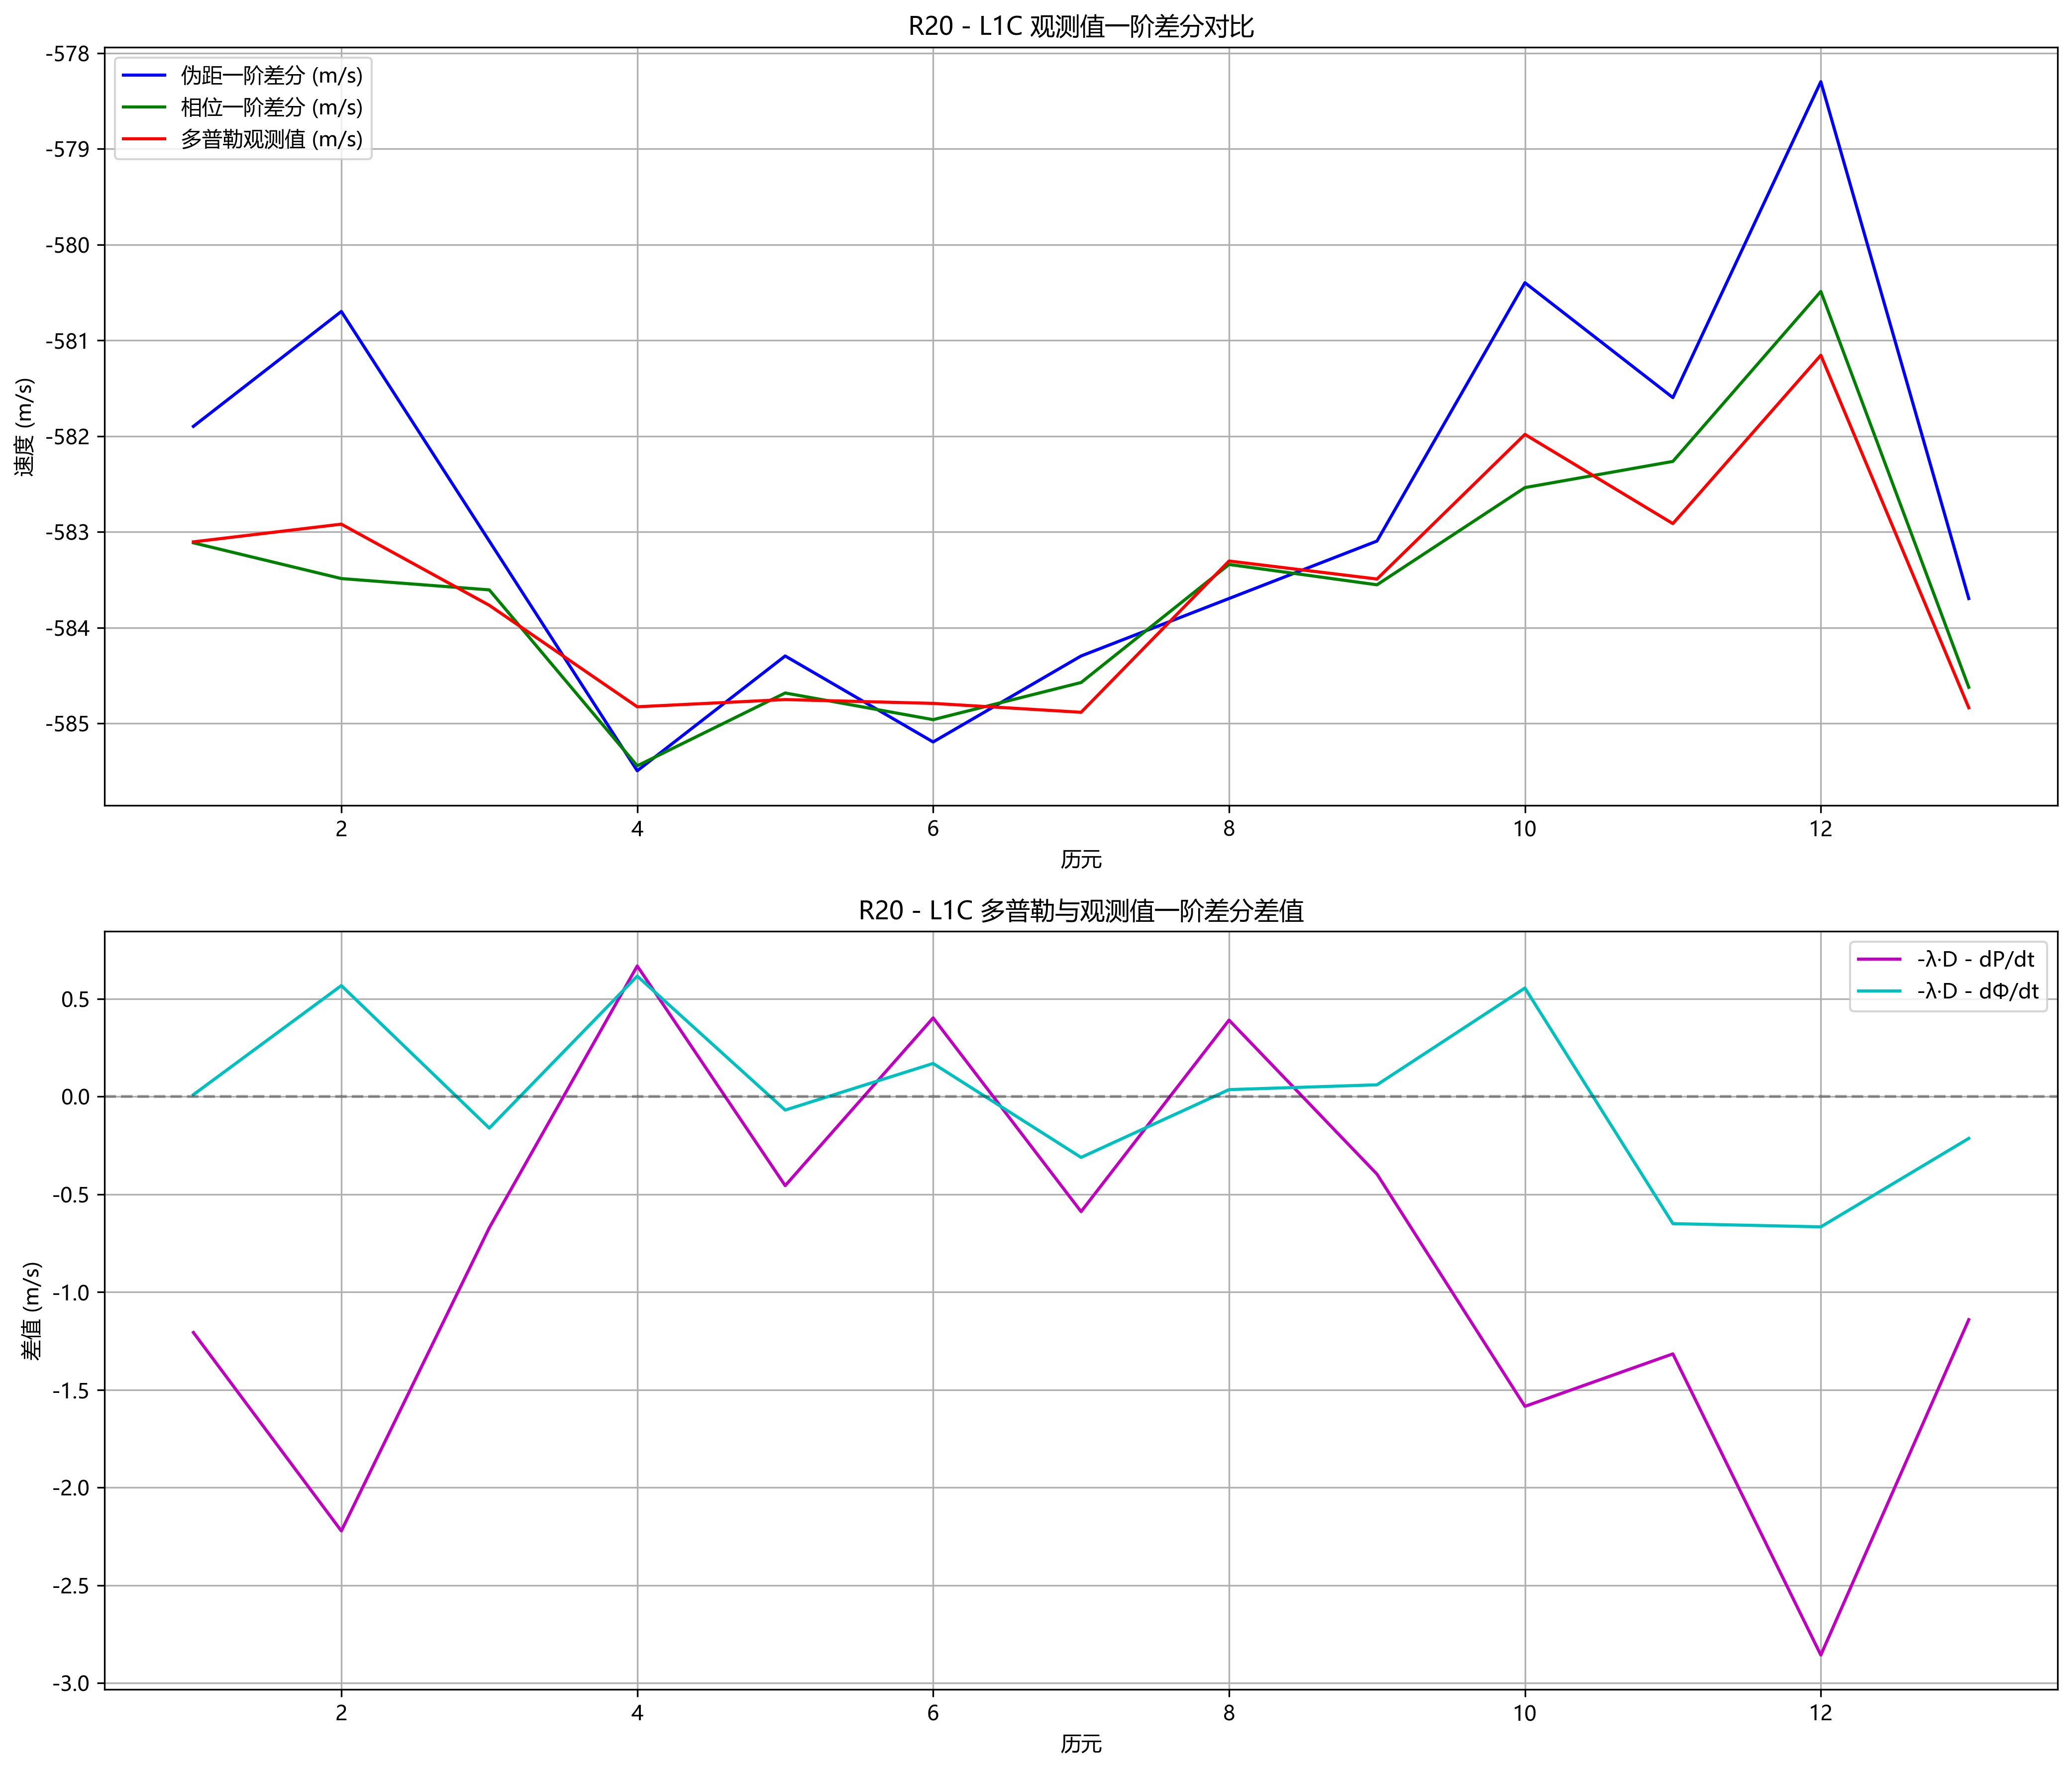 R20 - L1C 观测值一阶差分对比
-578
-579
-580
-581
-582
-583
-584
-585
速度 (m/s)
伪距一阶差分 (m/s)
相位一阶差分 (m/s)
多普勒观测值 (m/s)
2 4 6 8 10 12
历元
R20 - L1C 多普勒与观测值一阶差分差值
0.5
0.0
-0.5
-1.0
-1.5
-2.0
-2.5
-3.0
差值 (m/s)
-λ·D - dP/dt
-λ·D - dΦ/dt
2 4 6 8 10 12
历元